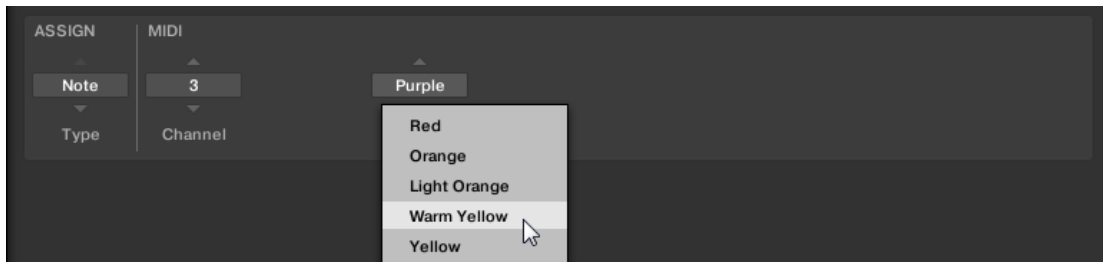 ASSIGN MIDI
Note 3 Purple
Type Channel
Red
Orange
Light Orange
Warm Yellow
Yellow